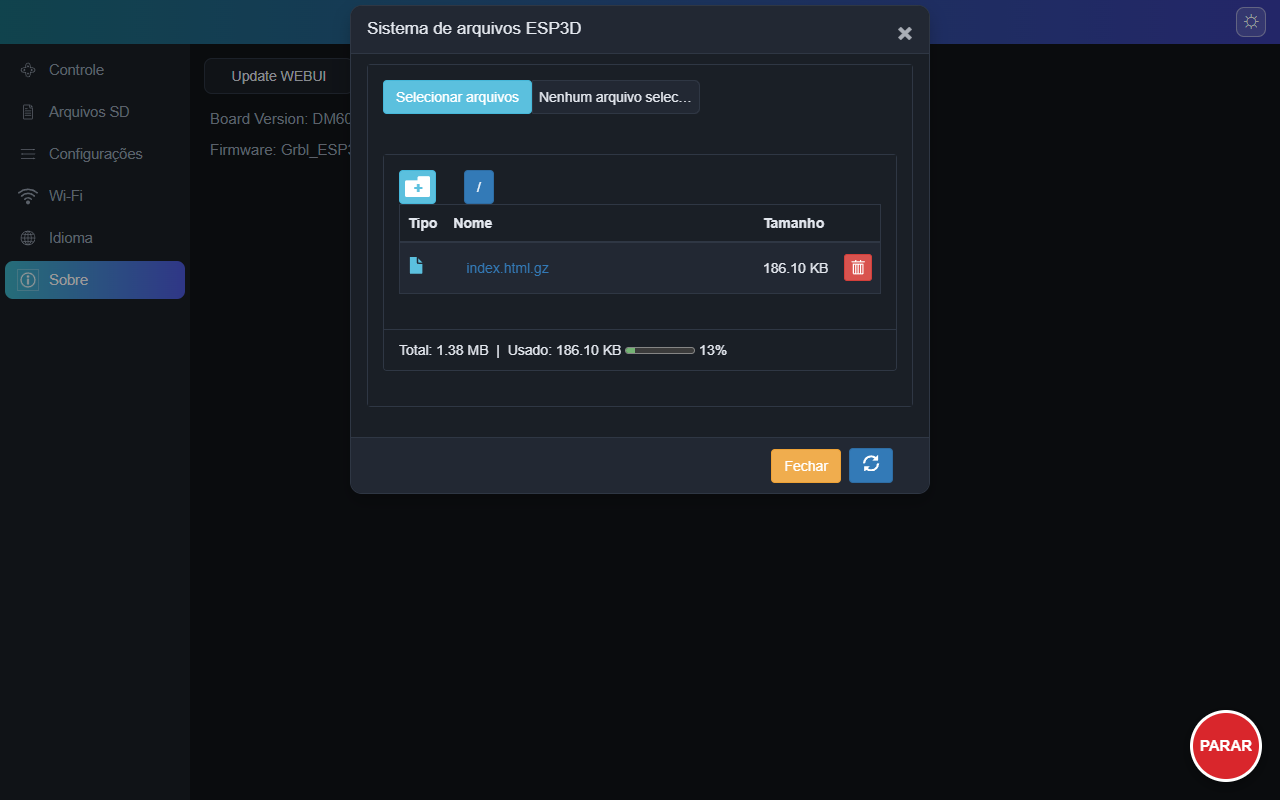 Sistema de arquivos ESP3D
Controle
Arquivos SD
Configurações
Wi-Fi
Idioma
Sobre
Update WEBUI
Board Version: DM60
Firmware: Grbl_ESP3
Selecionar arquivos Nenhum arquivo selec...
/
Tipo Nome Tamanho
index.html.gz 186.10 KB
Total: 1.38 MB | Usado: 186.10 KB 13%
Fechar
PARAR